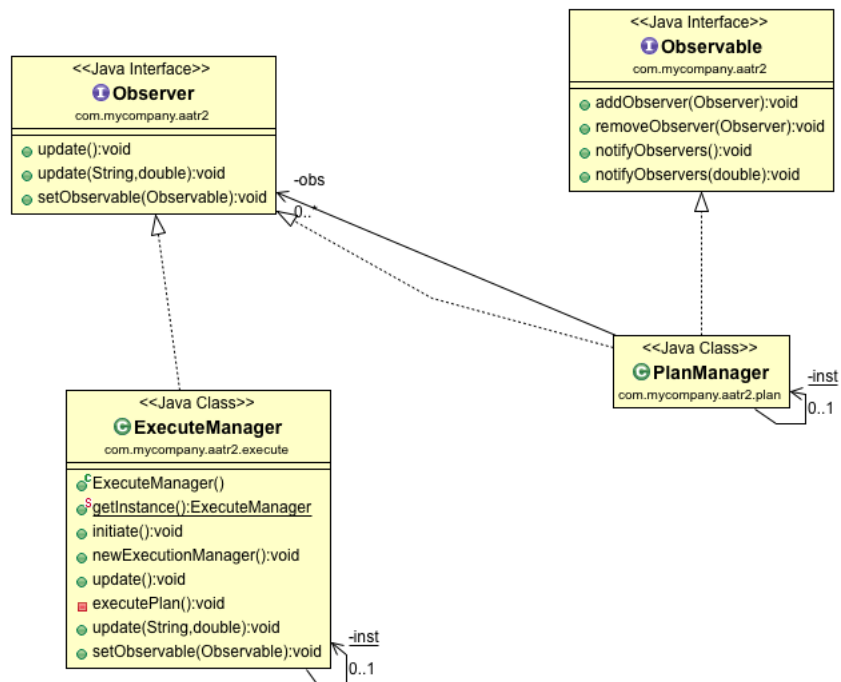 <<Java Interface>>
Observer
com.mycompany.aatr2
update():void
update(String,double):void
setObservable(Observable):void
<<Java Interface>>
Observable
com.mycompany.aatr2
addObserver(Observer):void
removeObserver(Observer):void
notifyObservers():void
notifyObservers(double):void
-obs
0..*
<<Java Class>>
PlanManager
com.mycompany.aatr2.plan
-inst
0..1
<<Java Class>>
ExecuteManager
com.mycompany.aatr2.execute
ExecuteManager()
getInstance():ExecuteManager
initiate():void
newExecutionManager():void
update():void
executePlan():void
update(String,double):void
setObservable(Observable):void
-inst
0..1